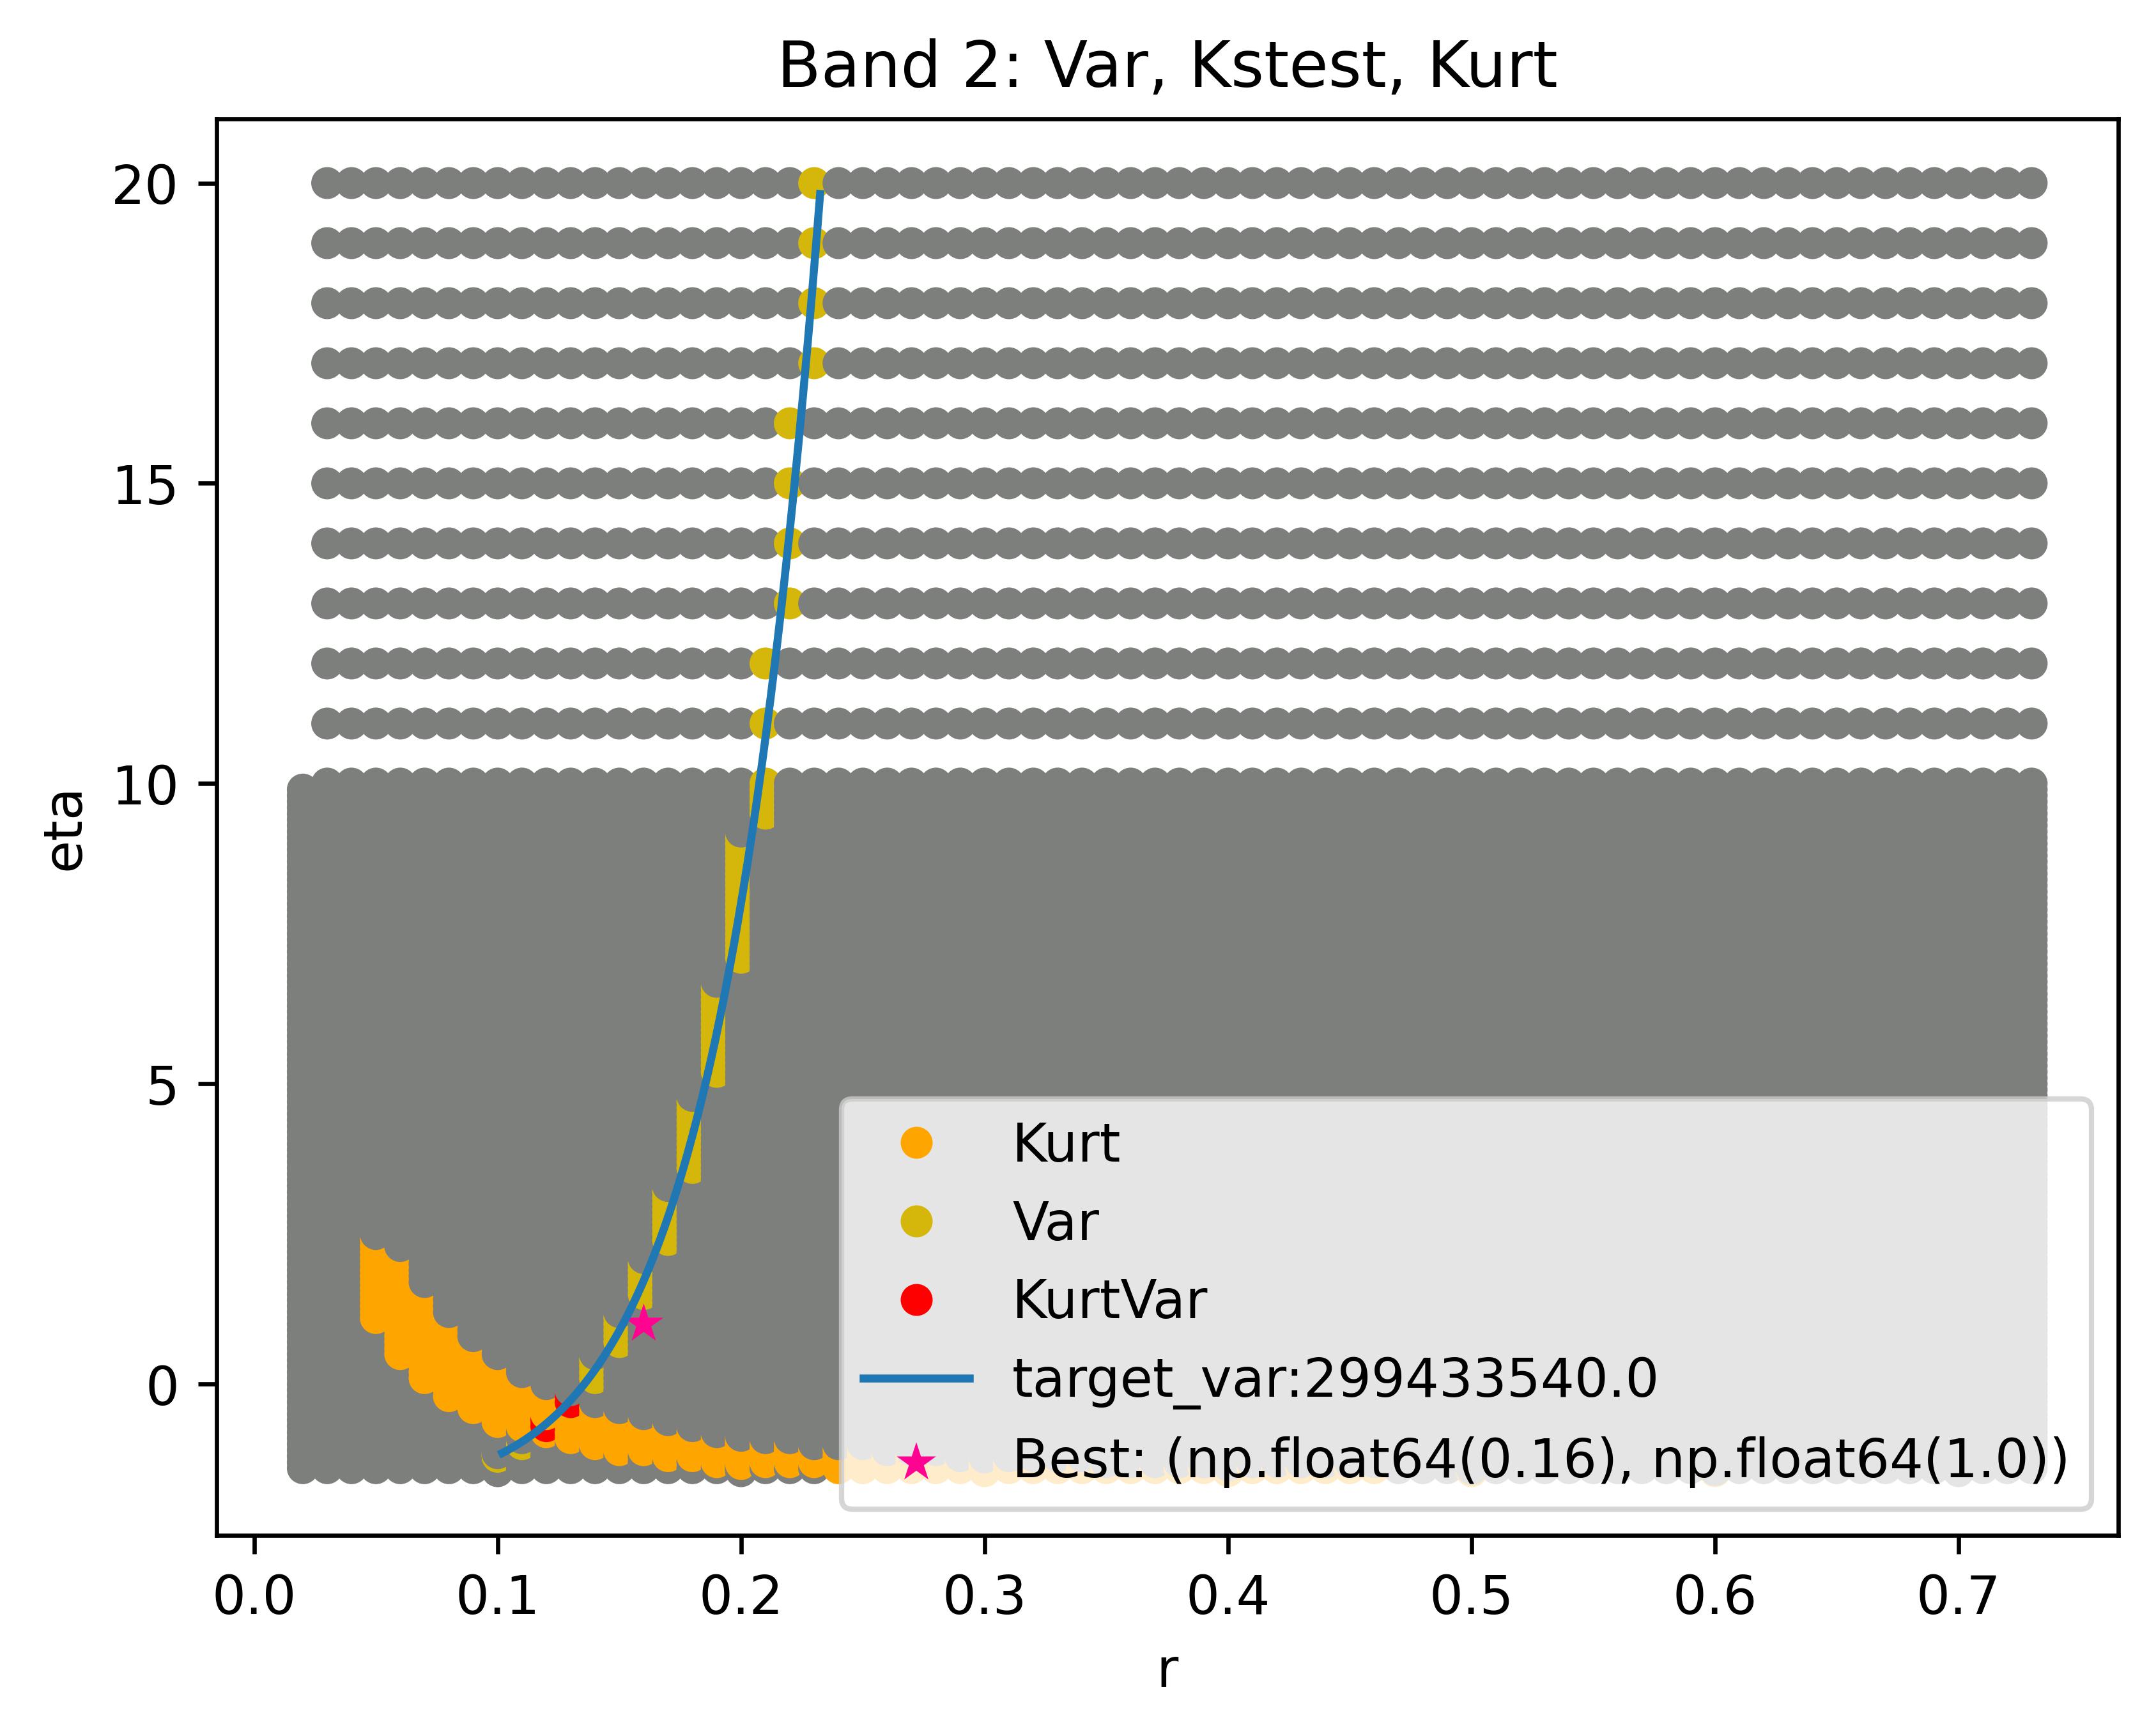 Band 2: Var, Kstest, Kurt
eta
20
15
10
5
0
Kurt
Var
KurtVar
target_var:299433540.0
Best: (np.float64(0.16), np.float64(1.0))
0.0 0.1 0.2 0.3 0.4 0.5 0.6 0.7
r